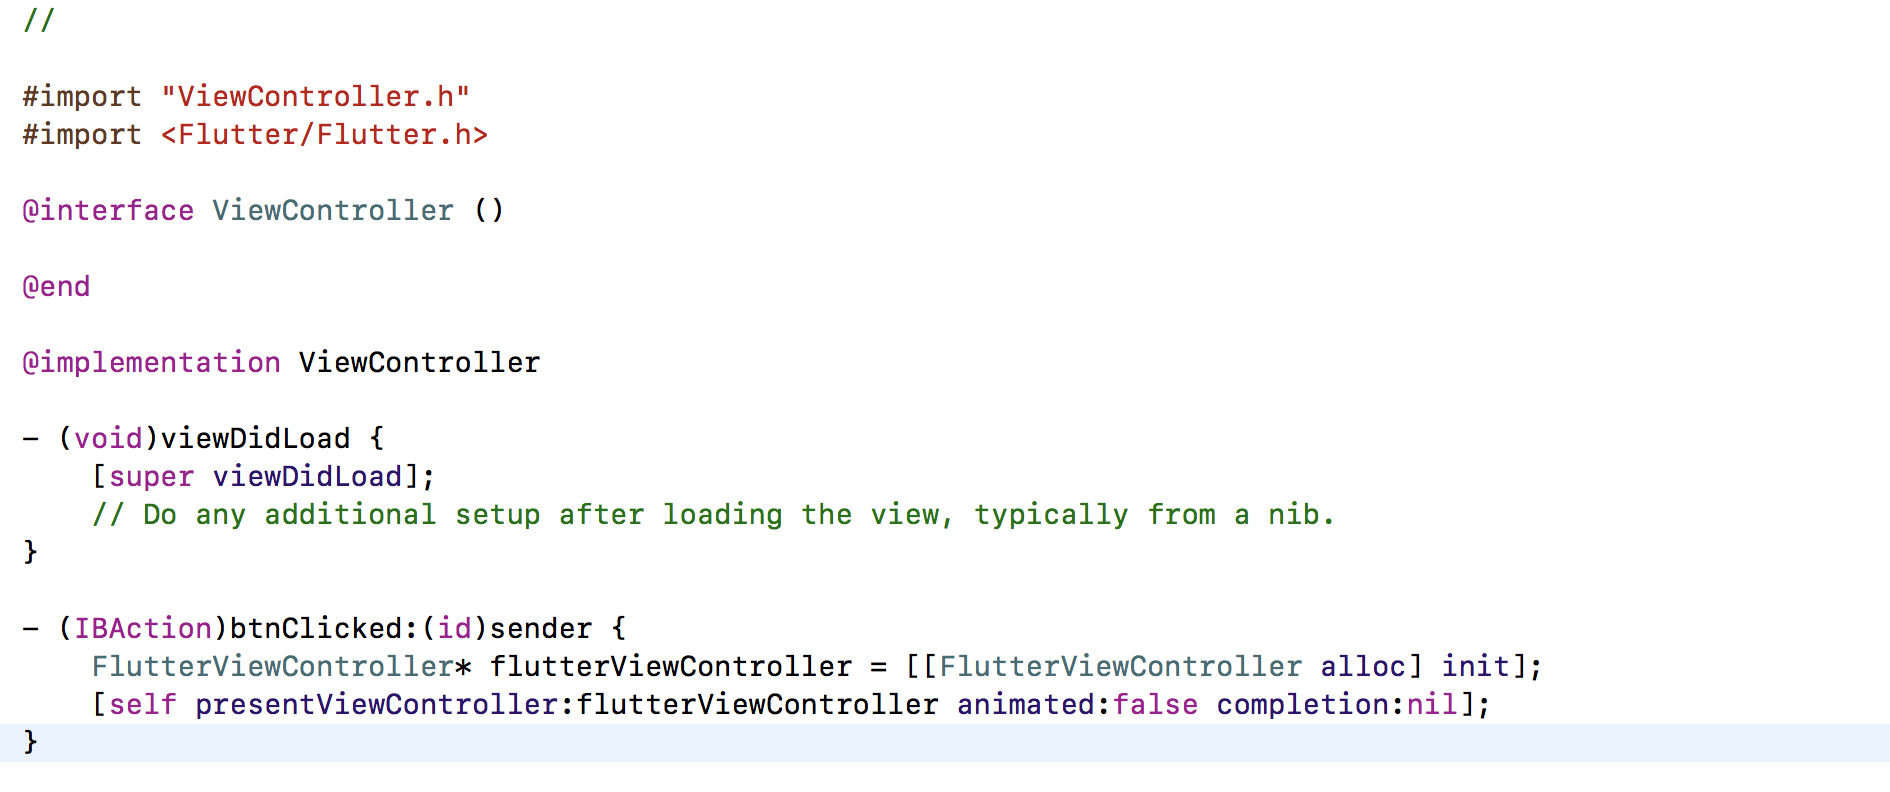 //
#import "ViewController.h"
#import <Flutter/Flutter.h>
@interface ViewController ()
@end
@implementation ViewController
- (void)viewDidLoad {
    [super viewDidLoad];
    // Do any additional setup after loading the view, typically from a nib.
}
- (IBAction)btnClicked:(id)sender {
    FlutterViewController* flutterViewController = [[FlutterViewController alloc] init];
    [self presentViewController:flutterViewController animated:false completion:nil];
}